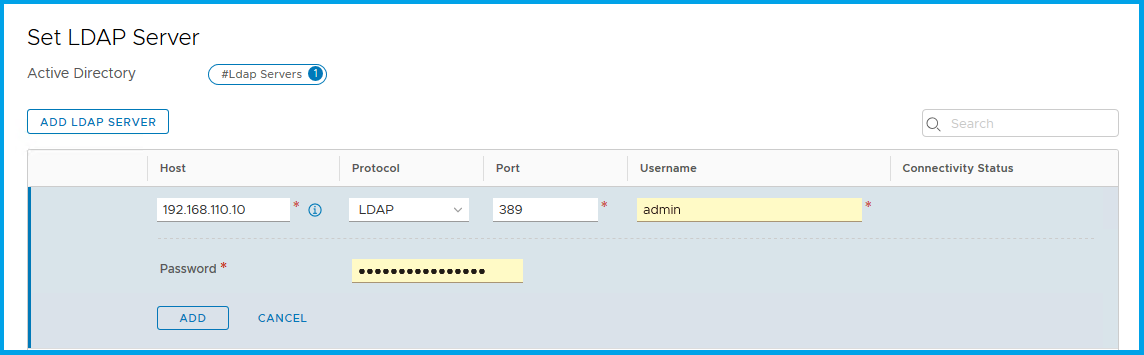 Set LDAP Server
Active Directory #Ldap Servers 1
ADD LDAP SERVER Search
Host Protocol Port Username Connectivity Status
192.168.110.10 * LDAP 389 * admin *
Password * ●●●●●●●●●●●●●●●●
ADD CANCEL